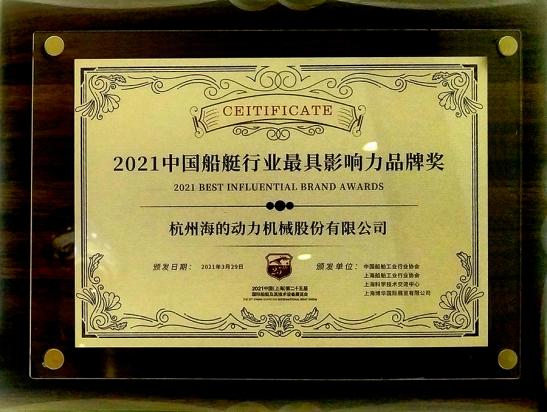 CEITIFICATE
2021中国船艇行业最具影响力品牌奖
2021 BEST INFLUENTIAL BRAND AWARDS
杭州海的动力机械股份有限公司
颁发日期: 2021年3月29日
颁发单位: 中国船舶工业行业协会
上海船舶工业行业协会
上海科学技术交流中心
上海博华国际展览有限公司
25
2021中国(上海)第二十五届
国际船艇及其技术设备展览会